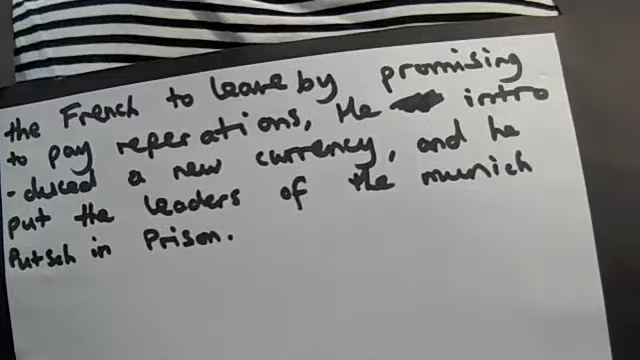 the French to leave by promising
to pay reperations, He intro
-duced a new currency, and he
put the leaders of the munich
Putsch in Prison.